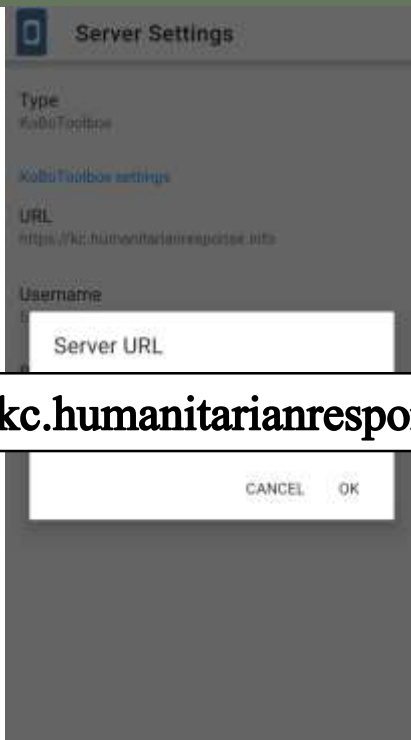 Server Settings
Type
KoBoToolbox
KoBoToolbox settings
URL
https://kc.humanitarianresponse.info
Username
Server URL
kc.humanitarianrespo
CANCEL OK